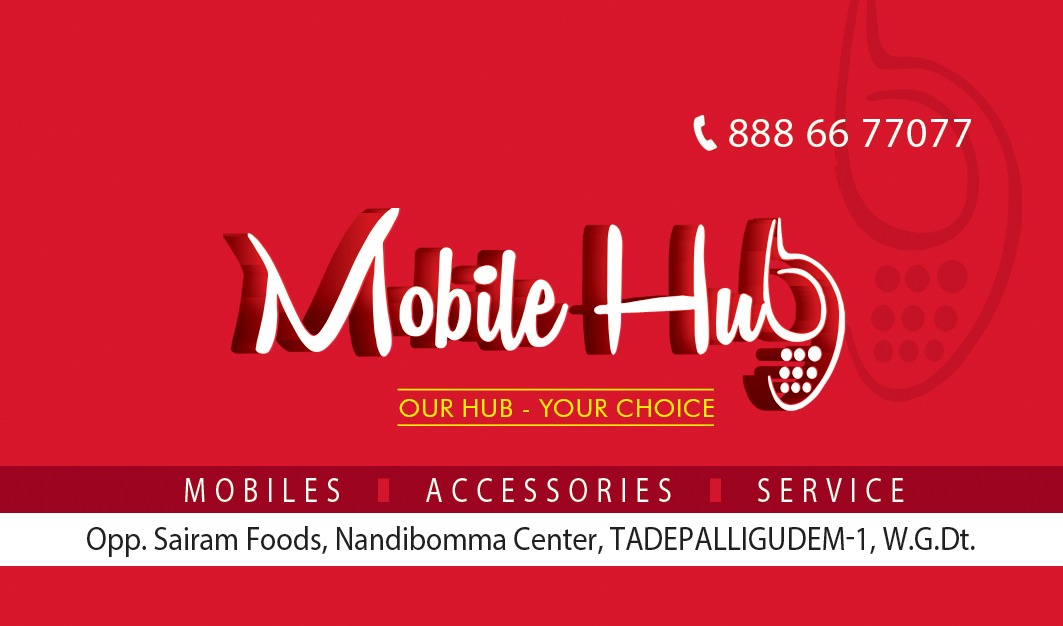 888 66 77077
Mobile Hub
OUR HUB - YOUR CHOICE
MOBILES ACCESSORIES SERVICE
Opp. Sairam Foods, Nandibomma Center, TADEPALLIGUDEM-1, W.G.Dt.